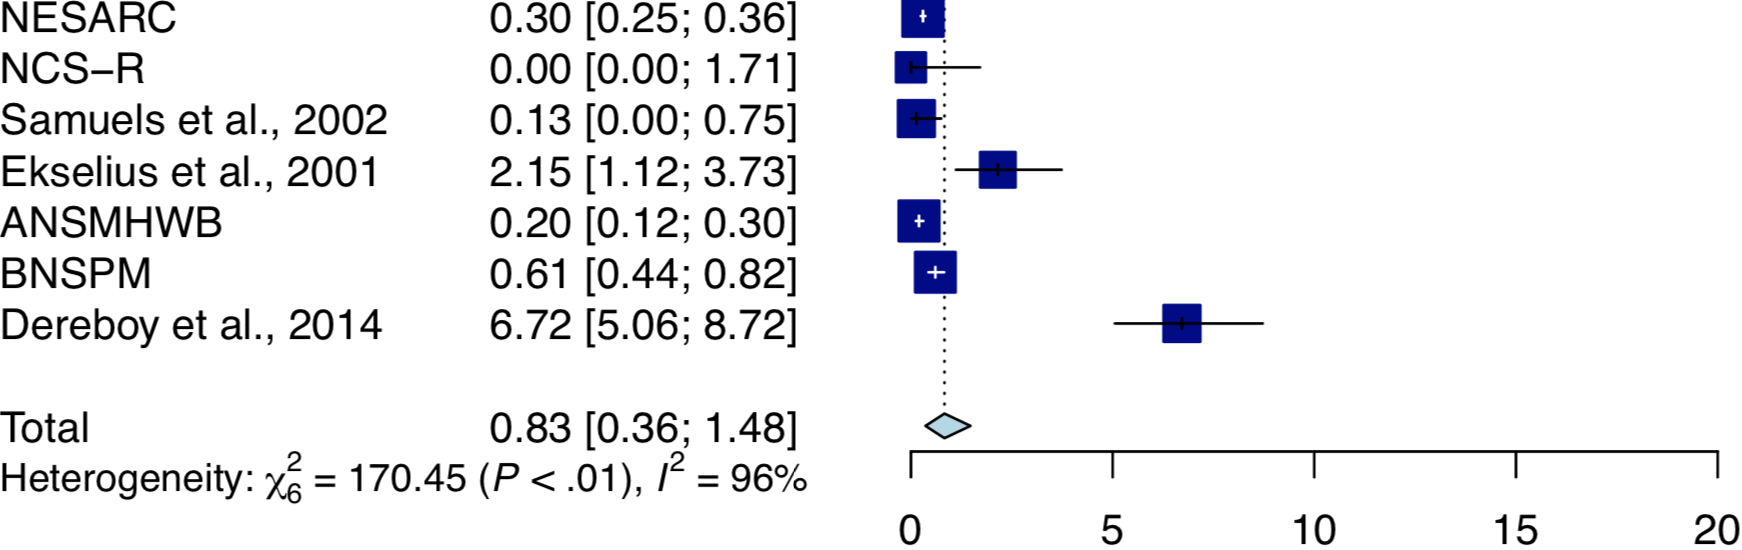 NESARC 0.30 [0.25; 0.36]
NCS−R 0.00 [0.00; 1.71]
Samuels et al., 2002 0.13 [0.00; 0.75]
Ekselius et al., 2001 2.15 [1.12; 3.73]
ANSMHWB 0.20 [0.12; 0.30]
BNSPM 0.61 [0.44; 0.82]
Dereboy et al., 2014 6.72 [5.06; 8.72]
Total 0.83 [0.36; 1.48]
Heterogeneity: χ²₆ = 170.45 (P < .01), I² = 96%
0 5 10 15 20